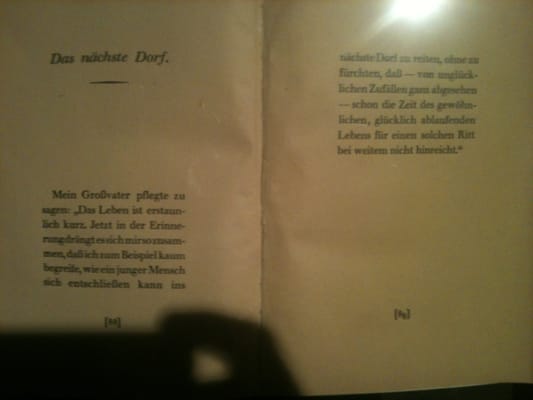 Das nächste Dorf.
Mein Großvater pflegte zu
sagen: „Das Leben ist erstaun-
lich kurz. Jetzt in der Erinne-
rung drängt es sich mir so zusam-
men, daß ich zum Beispiel kaum
begreife, wie ein junger Mensch
sich entschließen kann ins
[88]
nächste Dorf zu reiten, ohne zu
fürchten, daß — von unglück-
lichen Zufällen ganz abgesehen
— schon die Zeit des gewöhn-
lichen, glücklich ablaufenden
Lebens für einen solchen Ritt
bei weitem nicht hinreicht.“
[89]